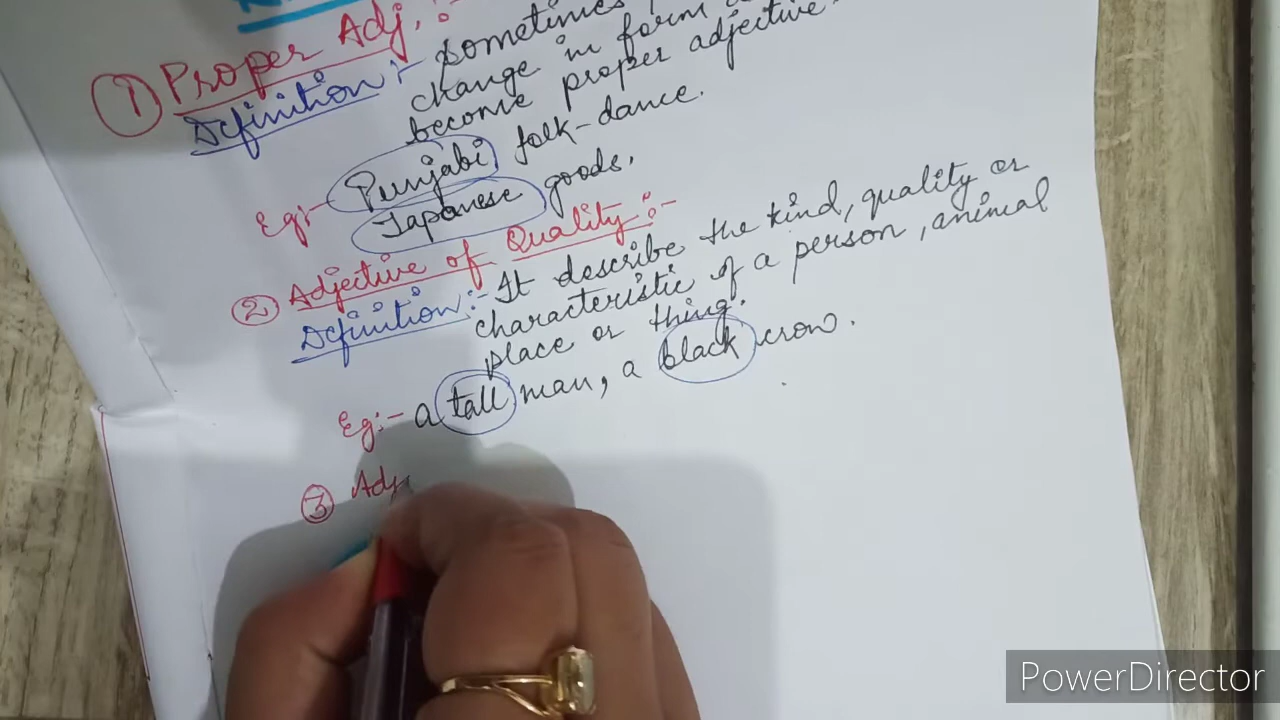 ① Proper Adj. :-
Definition :- sometimes
change in form
become proper adjective.
Eg:- Punjabi folk-dance.
Japanese goods.
② Adjective of Quality :-
Definition :- It describe the kind, quality or
characteristic of a person, animal
place or thing.
Eg:- a tall man, a black crow.
③ Adj
PowerDirector